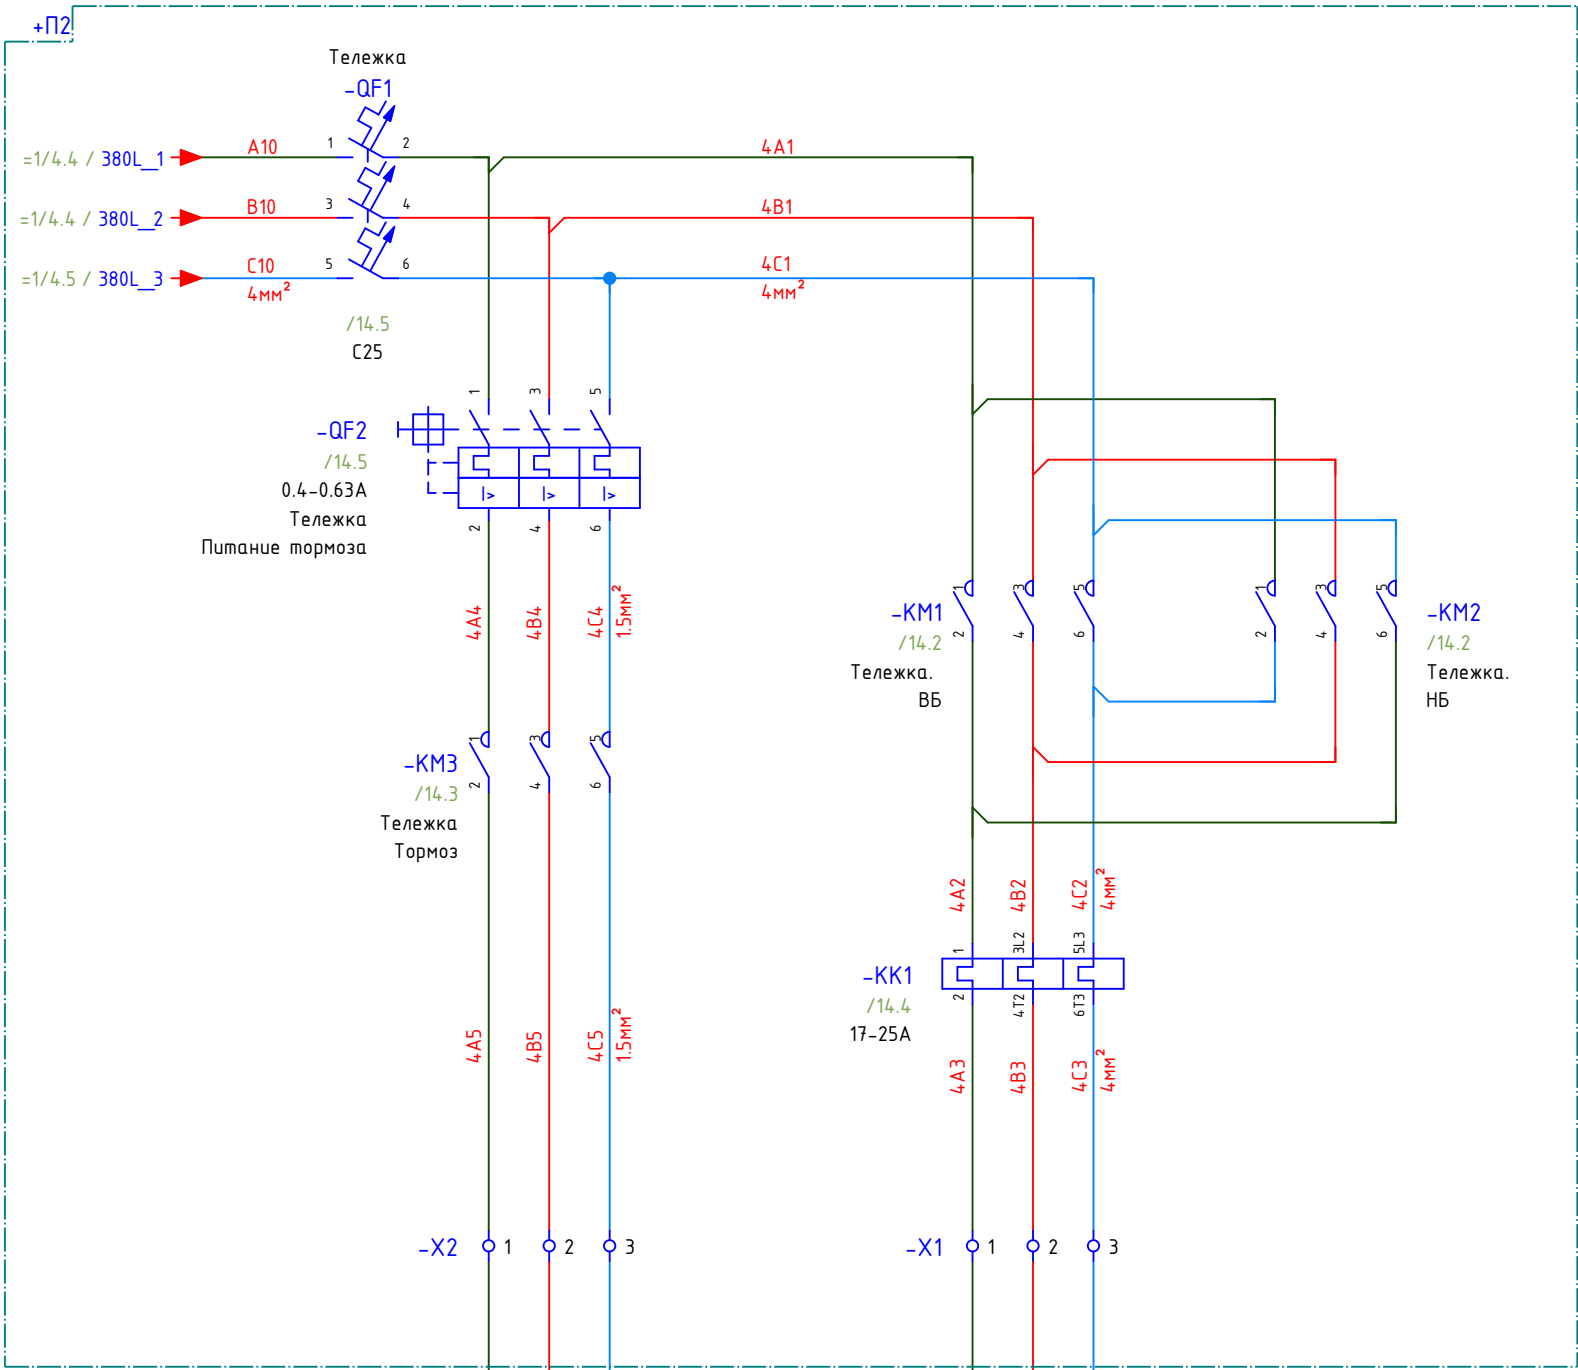 +П2
Тележка
-QF1
=1/4.4 / 380L__1
A10
1
2
4A1
=1/4.4 / 380L__2
B10
3
4
4B1
=1/4.5 / 380L__3
C10
4мм²
5
6
4C1
4мм²
/14.5
C25
1
3
5
-QF2
/14.5
0.4-0.63А
Тележка
Питание тормоза
I>
I>
I>
2
4
6
4A4
4B4
4C4
1.5мм²
-KM1
/14.2
Тележка.
ВБ
1
3
5
2
4
6
1
3
5
2
4
6
-KM2
/14.2
Тележка.
НБ
-KM3
/14.3
Тележка
Тормоз
1
3
5
2
4
6
4A2
4B2
4C2
4мм²
-KK1
/14.4
17-25А
1
3L2
5L3
2
4T2
6T3
4A5
4B5
4C5
1.5мм²
4A3
4B3
4C3
4мм²
-X2
1
2
3
-X1
1
2
3